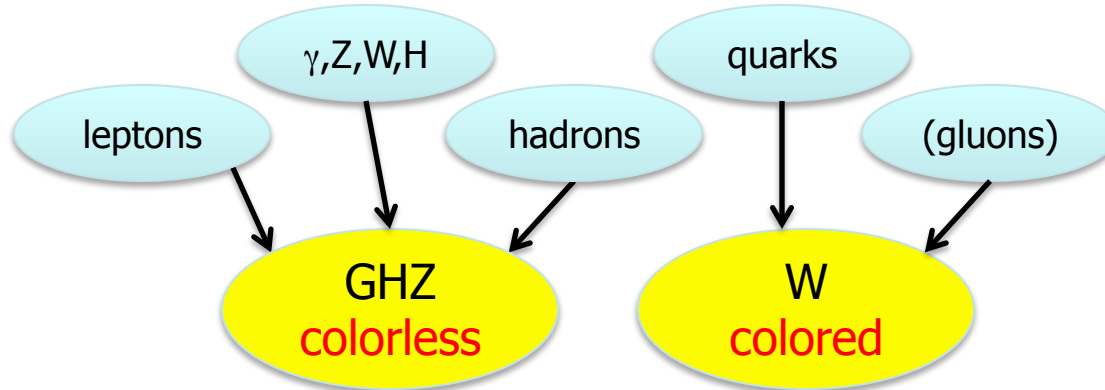 γ,Z,W,H
quarks
leptons
hadrons
(gluons)
GHZ
colorless
W
colored